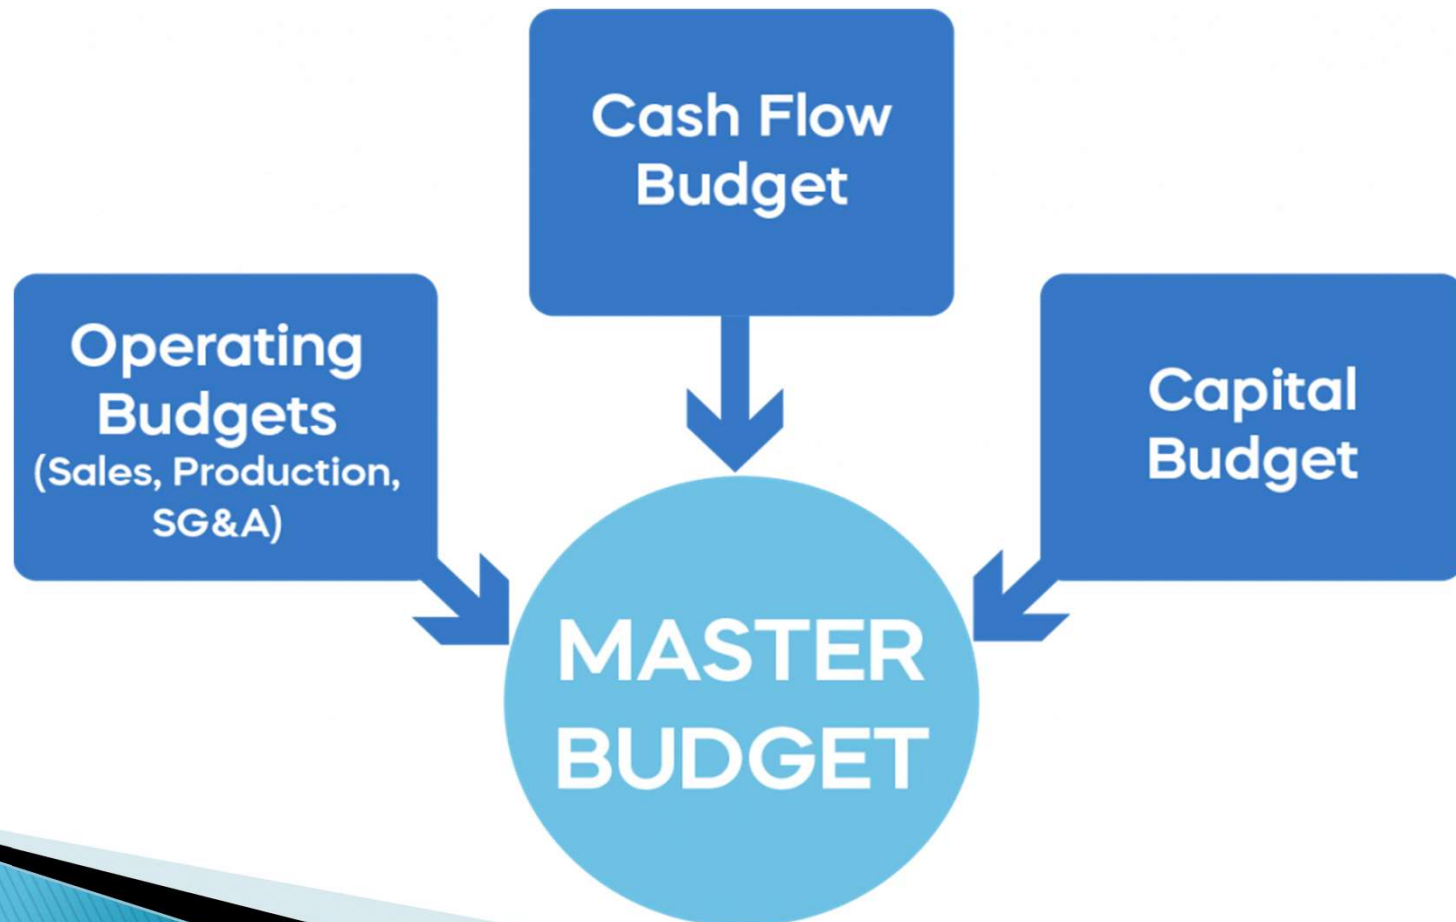 Cash Flow
Budget
Operating
Budgets
(Sales, Production,
SG&A)
Capital
Budget
MASTER
BUDGET